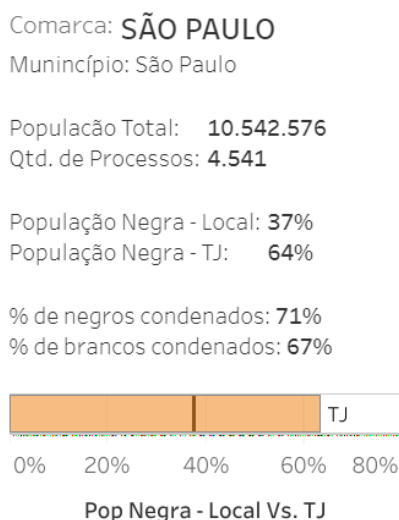 Comarca: SÃO PAULO
Munincípio: São Paulo
Populacão Total: 10.542.576
Qtd. de Processos: 4.541
População Negra - Local: 37%
População Negra - TJ: 64%
% de negros condenados: 71%
% de brancos condenados: 67%
TJ
0% 20% 40% 60% 80%
Pop Negra - Local Vs. TJ